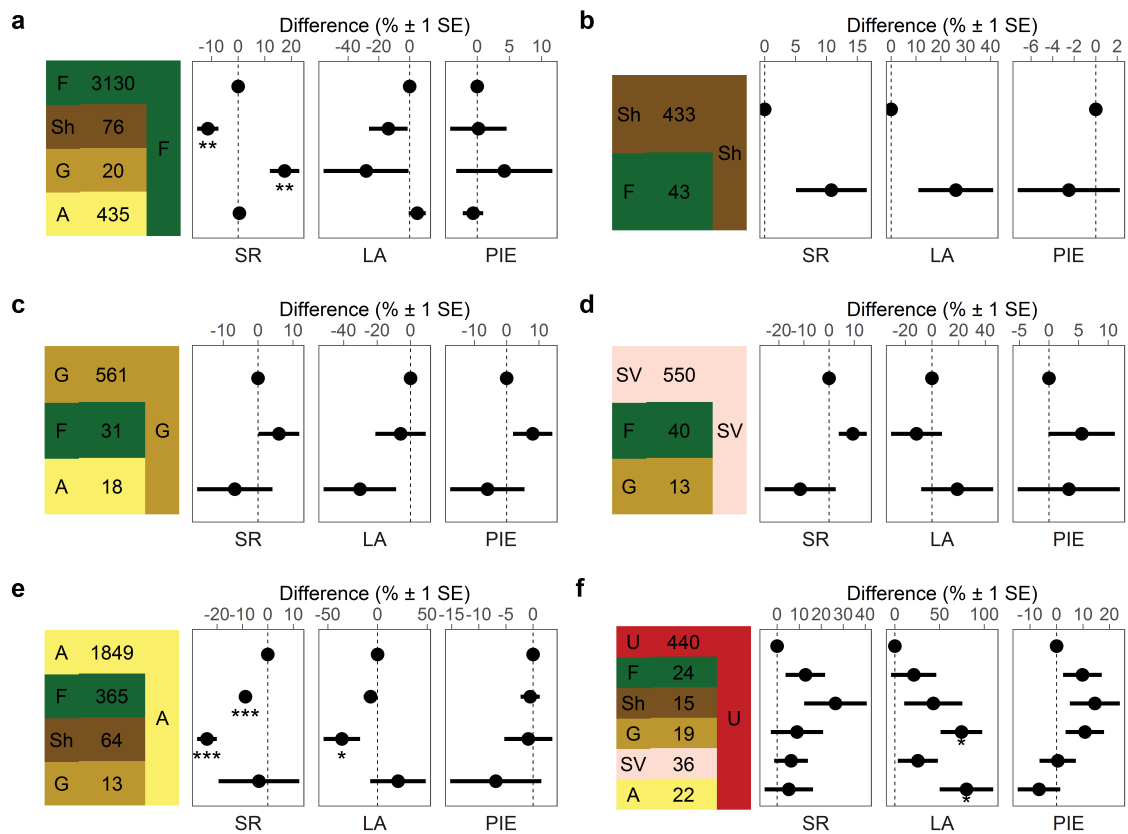 a
Difference (% ± 1 SE)
-10 0 10 20
-40 -20 0
0 5 10
F 3130
Sh 76
G 20
A 435
F
**
**
SR
LA
PIE
b
Difference (% ± 1 SE)
0 5 10 15
0 10 20 30 40
-6 -4 -2 0 2
Sh 433
F 43
Sh
SR
LA
PIE
c
Difference (% ± 1 SE)
-10 0 10
-40 -20 0
-10 0 10
G 561
F 31
A 18
G
SR
LA
PIE
d
Difference (% ± 1 SE)
-20 -10 0 10
-20 0 20 40
-5 0 5 10
SV 550
F 40
G 13
SV
SR
LA
PIE
e
Difference (% ± 1 SE)
-20 -10 0 10
-50 0 50
-15 -10 -5 0
A 1849
F 365
Sh 64
G 13
A
***
***
*
SR
LA
PIE
f
Difference (% ± 1 SE)
0 10 20 30 40
0 50 100
-10 0 10 20
U 440
F 24
Sh 15
G 19
SV 36
A 22
U
*
*
SR
LA
PIE